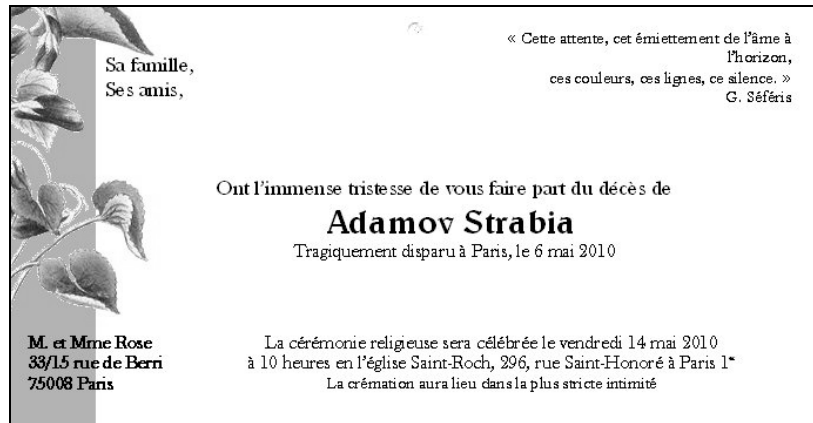 Sa famille,
Ses amis,
« Cette attente, cet émiettement de l'âme à
l'horizon,
ces couleurs, ces lignes, ce silence. »
G. Séféris
Ont l'immense tristesse de vous faire part du décès de
Adamov Strabia
Tragiquement disparu à Paris, le 6 mai 2010
M. et Mme Rose
33/15 rue de Berri
75008 Paris
La cérémonie religieuse sera célébrée le vendredi 14 mai 2010
à 10 heures en l'église Saint-Roch, 296, rue Saint-Honoré à Paris 1er
La crémation aura lieu dans la plus stricte intimité